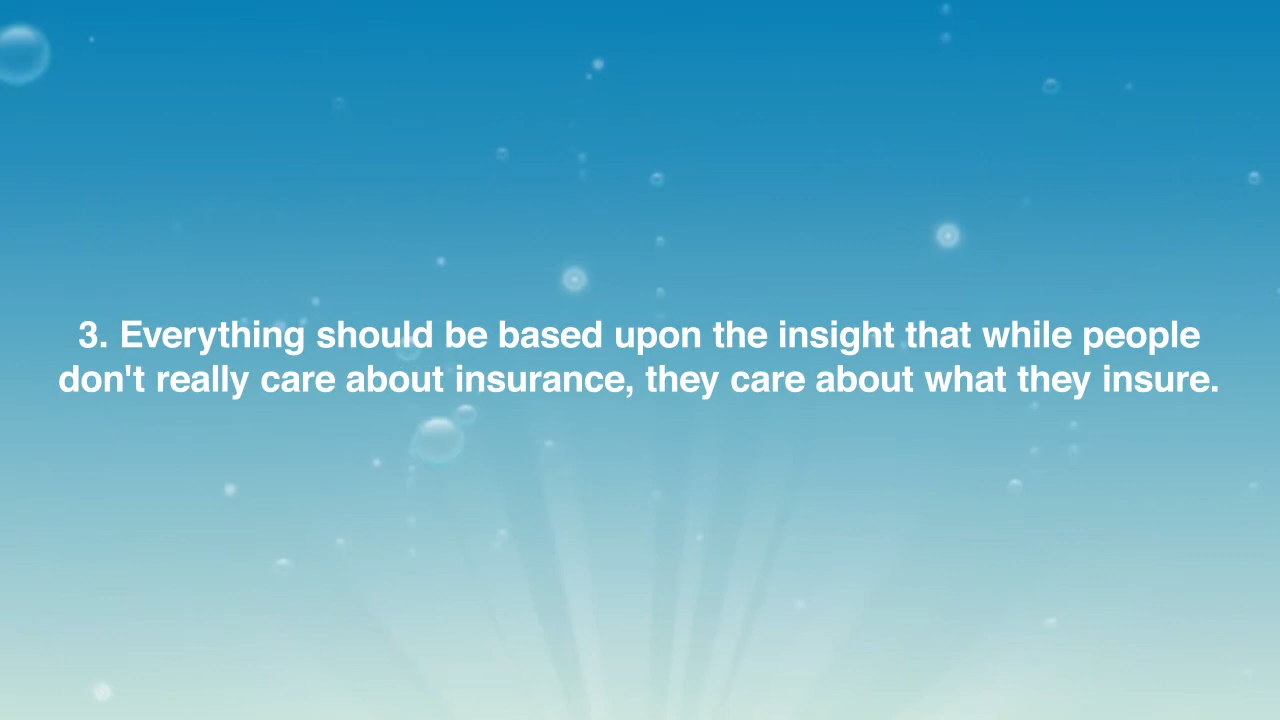 3. Everything should be based upon the insight that while people
don't really care about insurance, they care about what they insure.